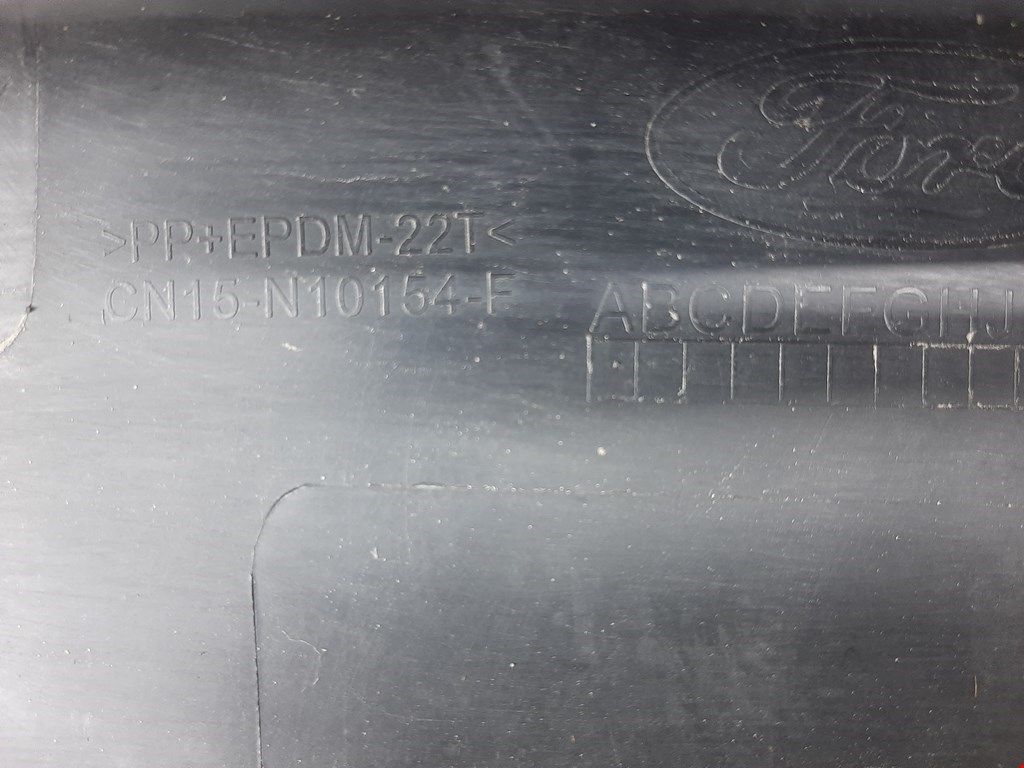 Ford
>PP+EPDM-22T<
CN15-N10154-F
ABCDEFGHJ